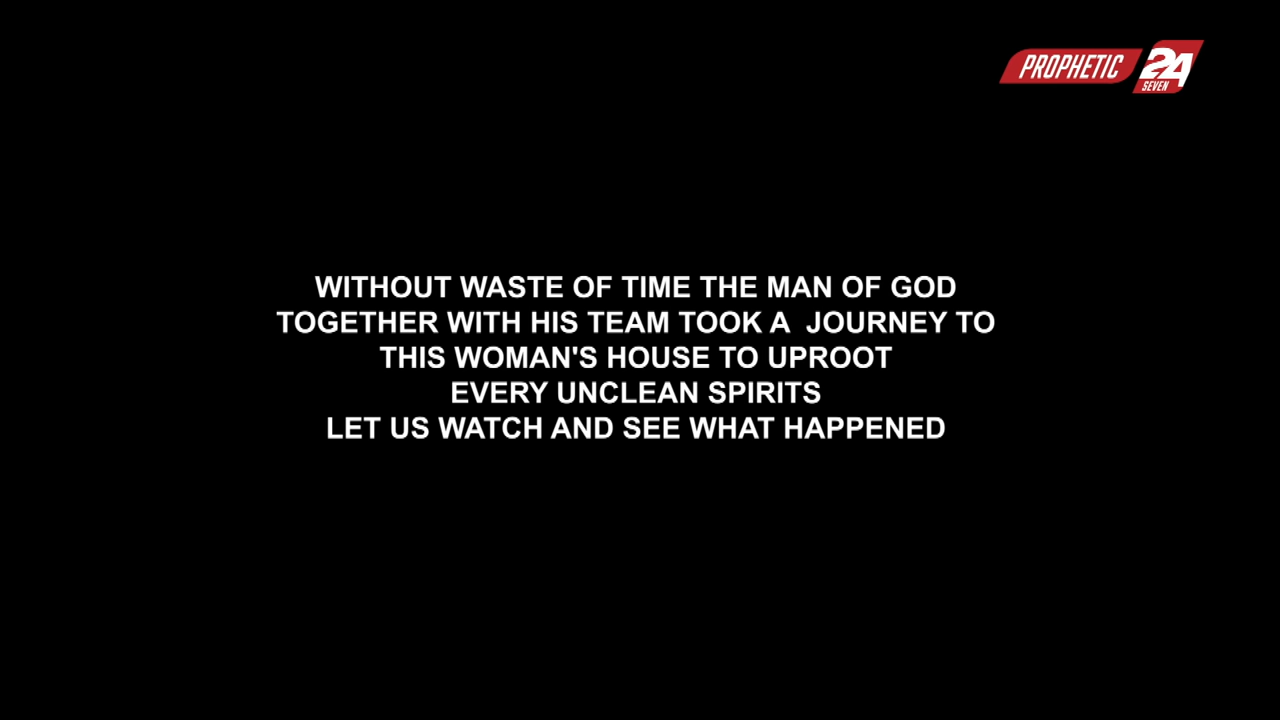 PROPHETIC 24
SEVEN
WITHOUT WASTE OF TIME THE MAN OF GOD
TOGETHER WITH HIS TEAM TOOK A  JOURNEY TO
THIS WOMAN'S HOUSE TO UPROOT
EVERY UNCLEAN SPIRITS
LET US WATCH AND SEE WHAT HAPPENED